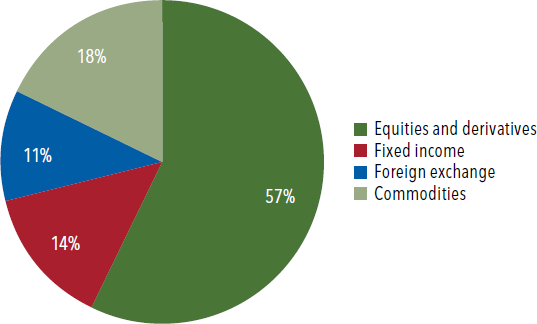 18%
11%
14%
57%
Equities and derivatives
Fixed income
Foreign exchange
Commodities